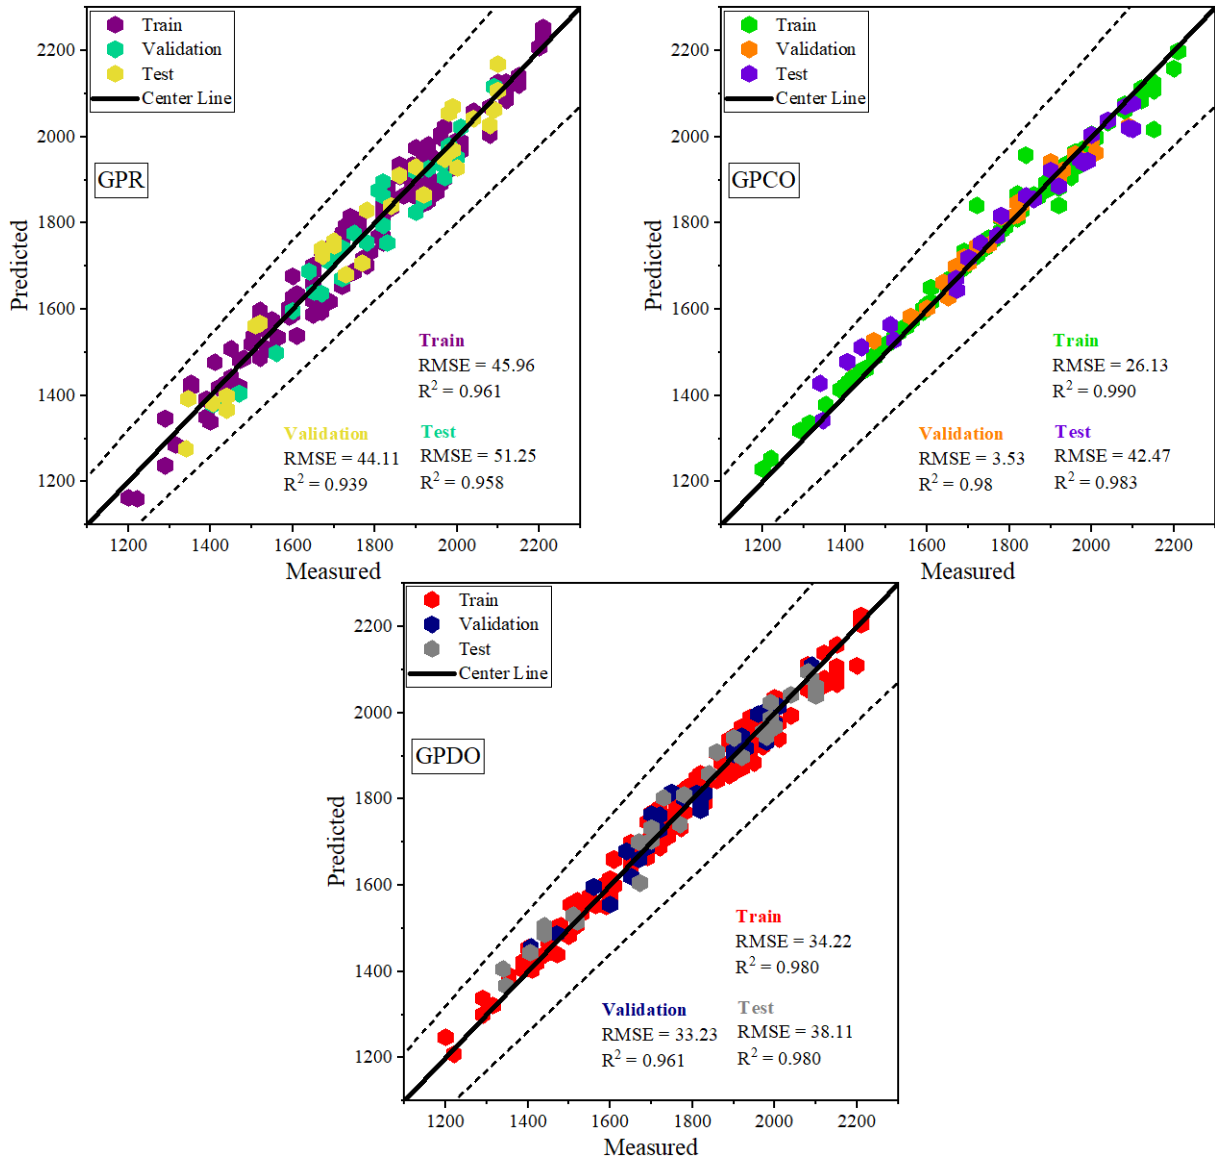 Train
Validation
Test
Center Line
GPR
Predicted
2200
2000
1800
1600
1400
1200
Train
RMSE = 45.96
R² = 0.961
Validation
RMSE = 44.11
R² = 0.939
Test
RMSE = 51.25
R² = 0.958
1200 1400 1600 1800 2000 2200
Measured
Train
Validation
Test
Center Line
GPCO
Predicted
2200
2000
1800
1600
1400
1200
Train
RMSE = 26.13
R² = 0.990
Validation
RMSE = 3.53
R² = 0.98
Test
RMSE = 42.47
R² = 0.983
1200 1400 1600 1800 2000 2200
Measured
Train
Validation
Test
Center Line
GPDO
Predicted
2200
2000
1800
1600
1400
1200
Train
RMSE = 34.22
R² = 0.980
Validation
RMSE = 33.23
R² = 0.961
Test
RMSE = 38.11
R² = 0.980
1200 1400 1600 1800 2000 2200
Measured